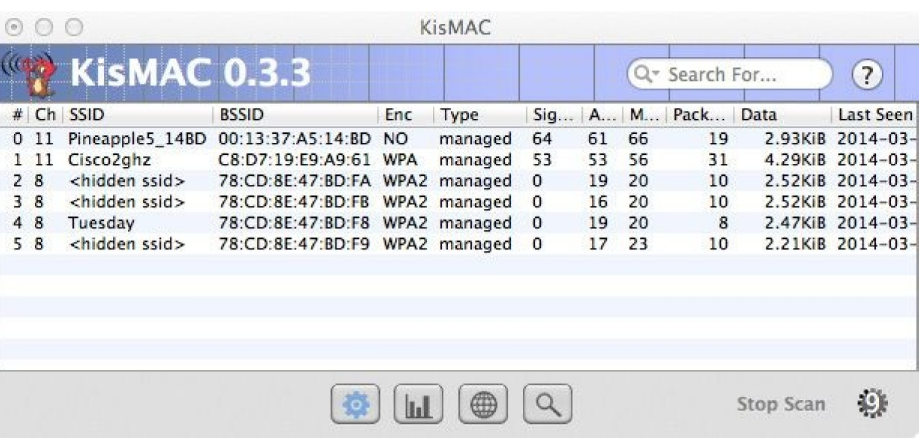 KisMAC
KisMAC 0.3.3
Search For...
?
# Ch SSID BSSID Enc Type Sig... A... M... Pack... Data Last Seen
0 11 Pineapple5_14BD 00:13:37:A5:14:BD NO managed 64 61 66 19 2.93KiB 2014-03-
1 11 Cisco2ghz C8:D7:19:E9:A9:61 WPA managed 53 53 56 31 4.29KiB 2014-03-
2 8 <hidden ssid> 78:CD:8E:47:BD:FA WPA2 managed 0 19 20 10 2.52KiB 2014-03-
3 8 <hidden ssid> 78:CD:8E:47:BD:FB WPA2 managed 0 16 20 10 2.52KiB 2014-03-
4 8 Tuesday 78:CD:8E:47:BD:F8 WPA2 managed 0 19 20 8 2.47KiB 2014-03-
5 8 <hidden ssid> 78:CD:8E:47:BD:F9 WPA2 managed 0 17 23 10 2.21KiB 2014-03-
Stop Scan
9